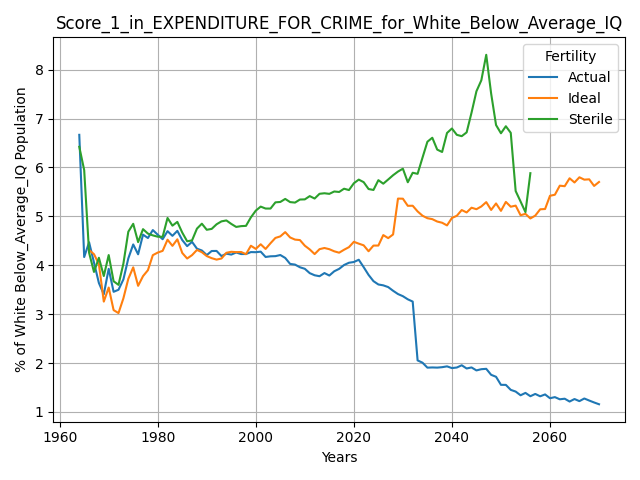 Score_1_in_EXPENDITURE_FOR_CRIME_for_White_Below_Average_IQ
Fertility
Actual
Ideal
Sterile
% of White Below_Average_IQ Population
8
7
6
5
4
3
2
1
1960 1980 2000 2020 2040 2060
Years